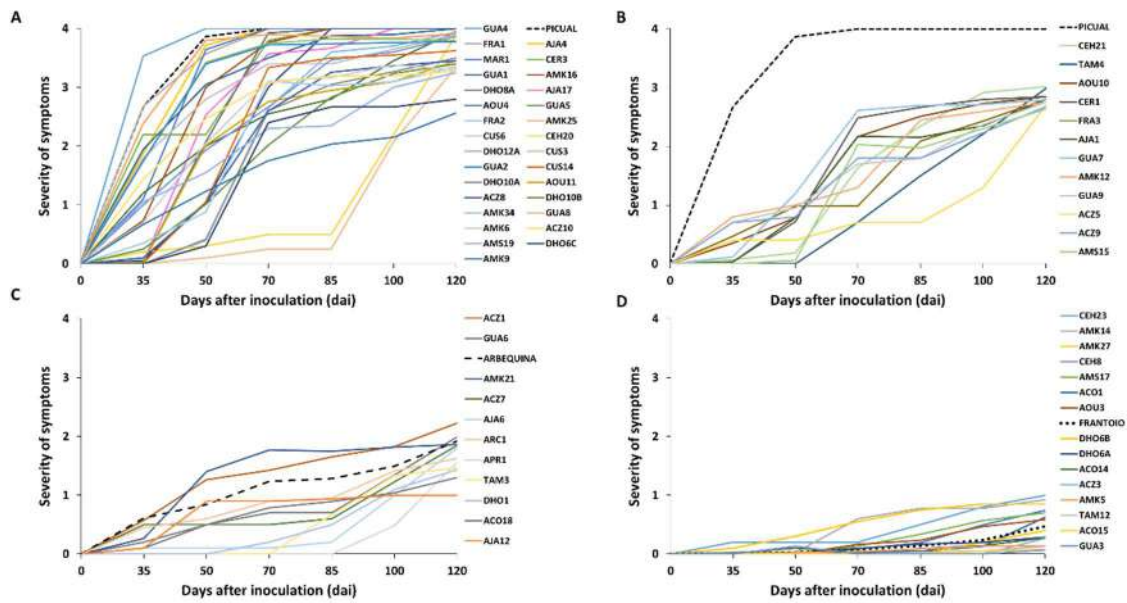 A
Severity of symptoms
4
3
2
1
0
0 35 50 70 85 100 120
Days after inoculation (dai)
GUA4 PICUAL
FRA1 AJA4
MAR1 CER3
GUA1 AMK16
DHO8A AJA17
AOU4 GUA5
FRA2 AMK25
CUS6 CEH20
DHO12A CUS3
GUA2 CUS14
DHO10A AOU11
ACZ8 DHO10B
AMK34 GUA8
AMK6 ACZ10
AMS19 DHO6C
AMK9
B
Severity of symptoms
4
3
2
1
0
0 35 50 70 85 100 120
Days after inoculation (dai)
PICUAL
CEH21
TAM4
AOU10
CER1
FRA3
AJA1
GUA7
AMK12
GUA9
ACZ5
ACZ9
AMS15
C
Severity of symptoms
4
3
2
1
0
0 35 50 70 85 100 120
Days after inoculation (dai)
ACZ1
GUA6
ARBEQUINA
AMK21
ACZ7
AJA6
ARC1
APR1
TAM3
DHO1
ACO18
AJA12
D
Severity of symptoms
4
3
2
1
0
0 35 50 70 85 100 120
Days after inoculation (dai)
CEH23
AMK14
AMK27
CEH8
AMS17
ACO1
AOU3
FRANTOIO
DHO6B
DHO6A
ACO14
ACZ3
AMK5
TAM12
ACO15
GUA3